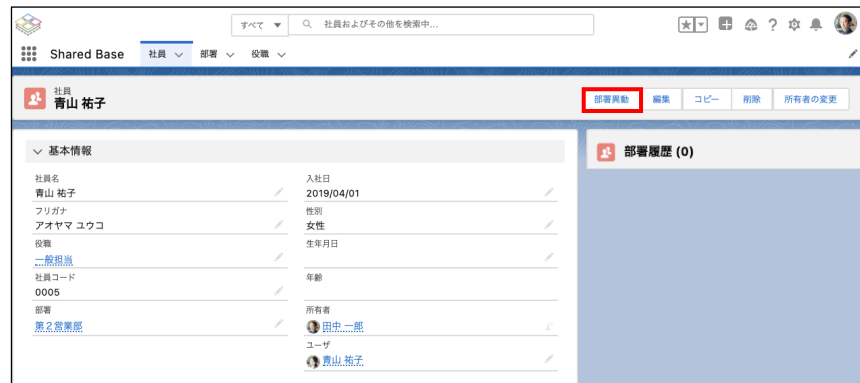 すべて ▼ 社員およびその他を検索中...
Shared Base 社員 部署 役職
社員
青山 祐子
部署異動 編集 コピー 削除 所有者の変更
基本情報
社員名
青山 祐子
フリガナ
アオヤマ ユウコ
役職
一般担当
社員コード
0005
部署
第2営業部
入社日
2019/04/01
性別
女性
生年月日
年齢
所有者
田中 一郎
ユーザ
青山 祐子
部署履歴 (0)